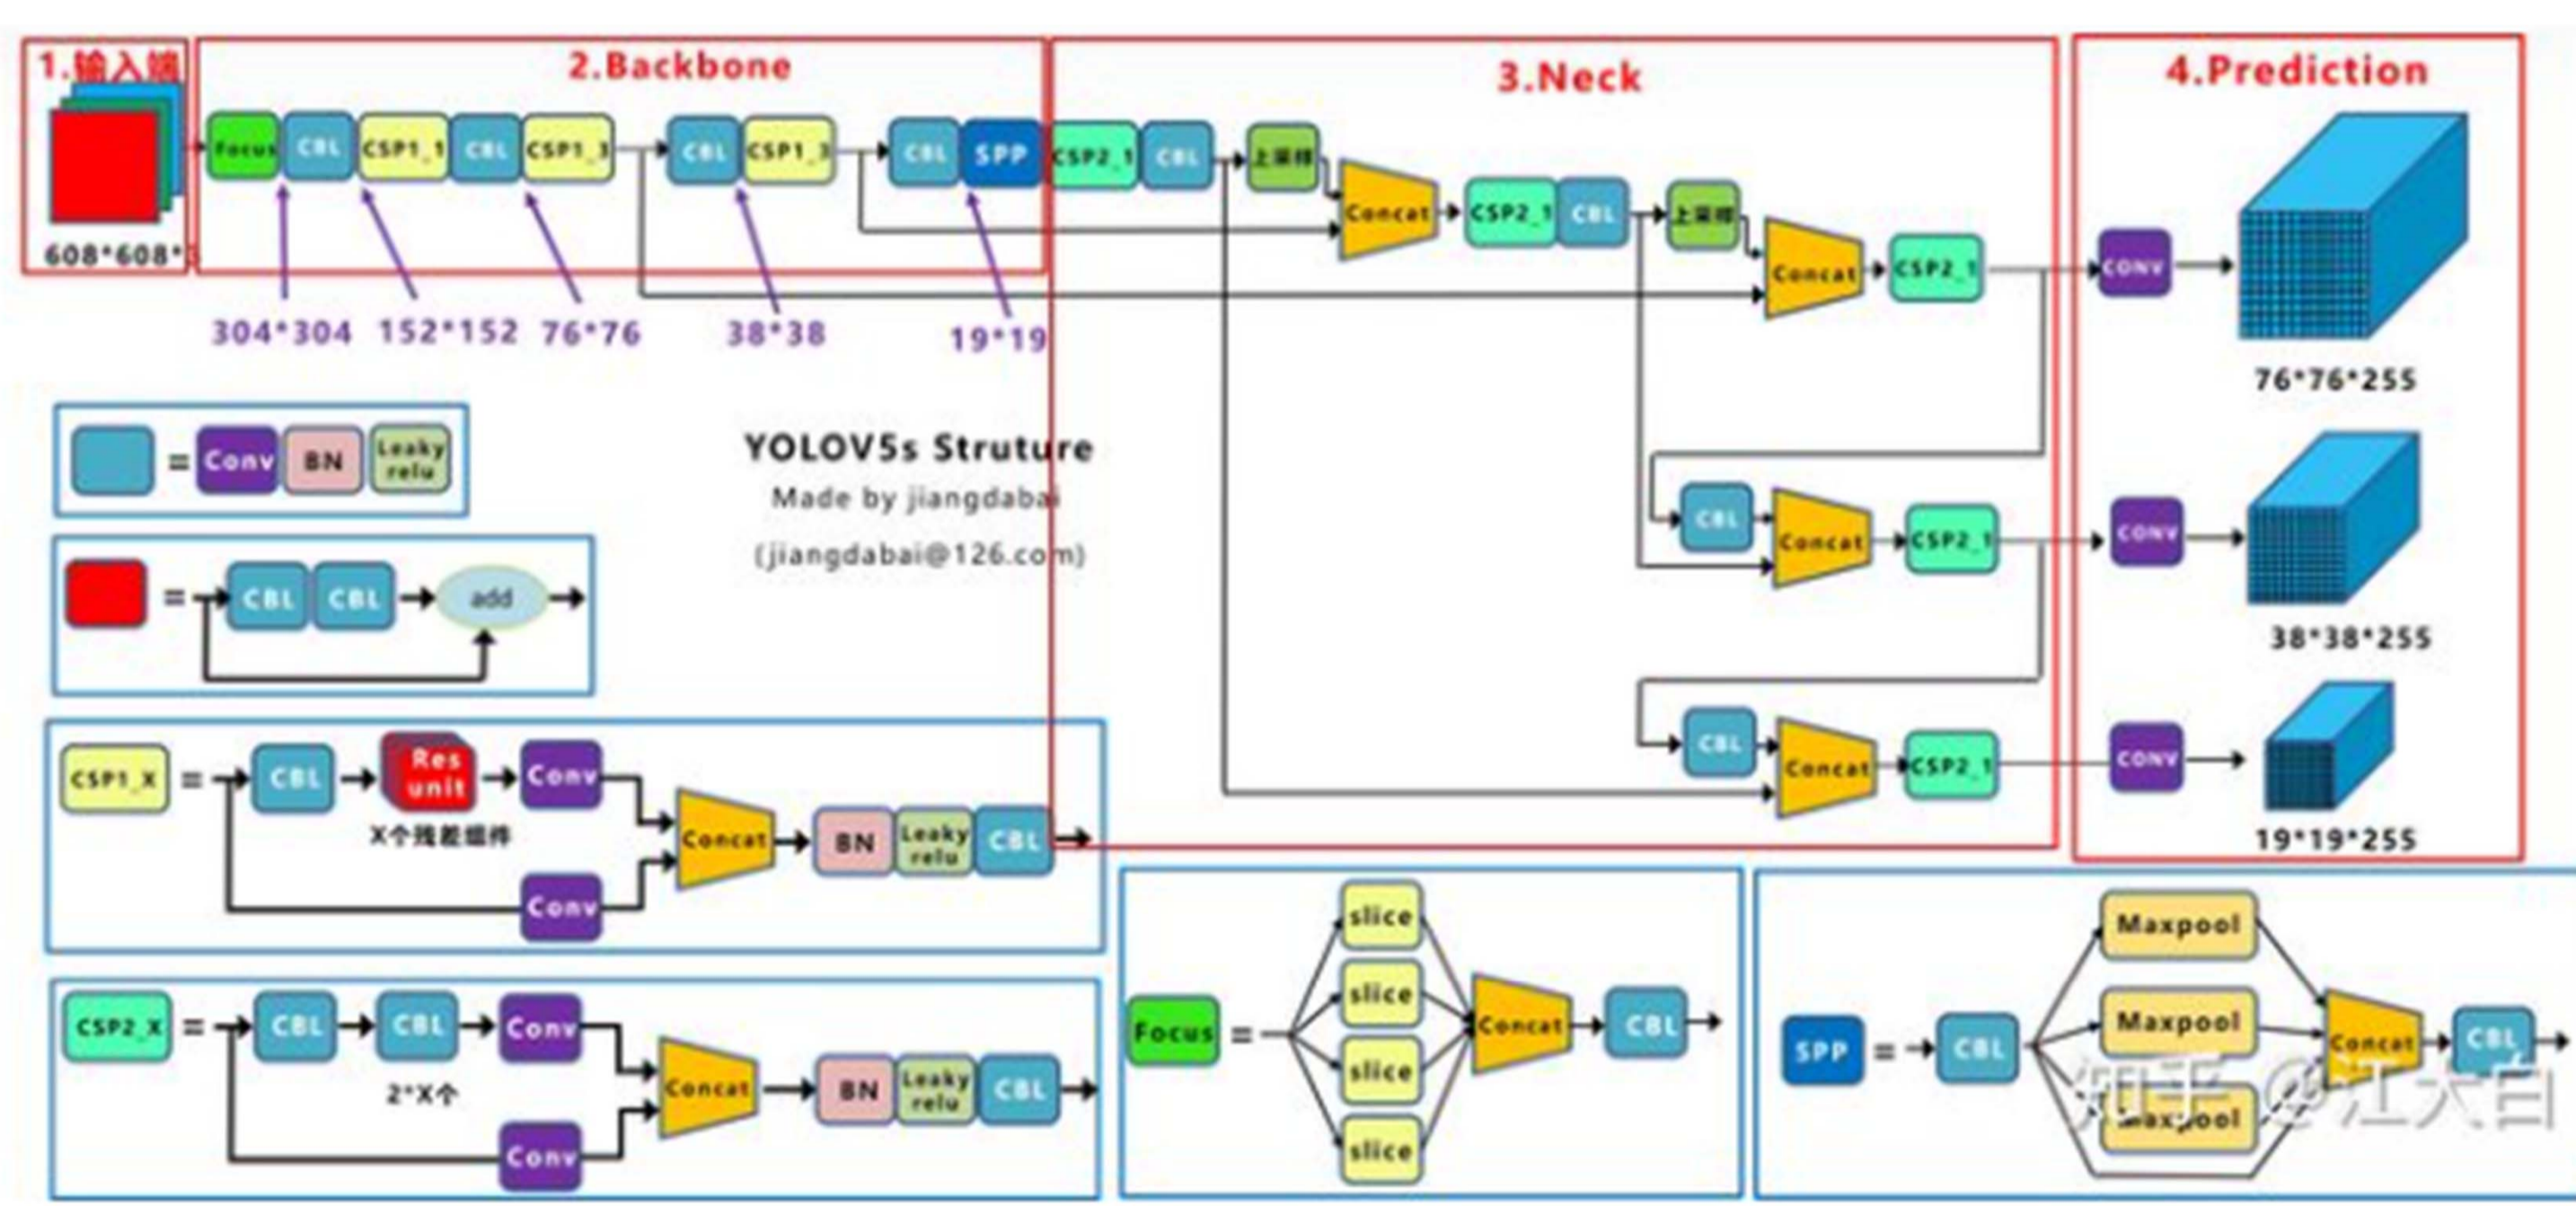 1.输入端
2.Backbone
3.Neck
4.Prediction
Focus CBL CSP1_1 CBL CSP1_3 CBL CSP1_3 CBL SPP CSP2_1 CBL 上采样
Concat CSP2_1 CBL 上采样
Concat CSP2_1 CONV
608*608*3
304*304 152*152 76*76 38*38 19*19
76*76*255
= Conv BN Leaky relu
YOLOV5s Struture
Made by jiangdabai
(jiangdabai@126.com)
CBL Concat CSP2_1 CONV
38*38*255
= CBL CBL add
CBL Concat CSP2_1 CONV
19*19*255
CSP1_X = CBL Res unit Conv
X个残差组件
Concat BN Leaky relu CBL
Conv
CSP2_X = CBL CBL Conv
2*X个
Concat BN Leaky relu CBL
Conv
slice
slice
Focus = Concat CBL
slice
slice
Maxpool
Maxpool
SPP = CBL Concat CBL
Maxpool
知乎 @江大白